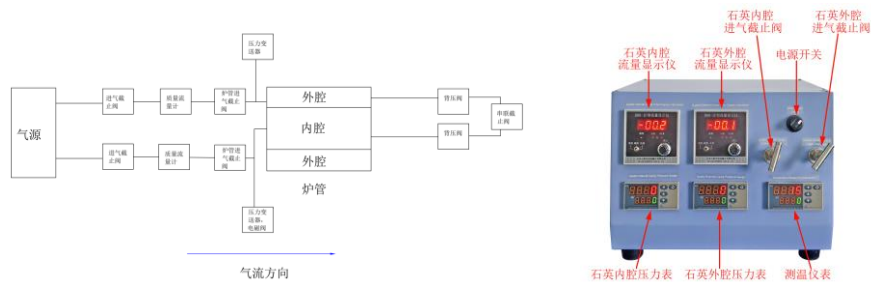 压力变
送器
气源
进气截
止阀
质量流
量计
炉管进
气截止
阀
外腔
内腔
外腔
炉管
背压阀
背压阀
串联截
止阀
进气截
止阀
质量流
量计
炉管进
气截止
阀
压力变
送器,
电磁阀
气流方向
石英内腔
流量显示仪
石英外腔
流量显示仪
石英内腔
进气截止阀
电源开关
石英外腔
进气截止阀
-00.2
-00.1
石英内腔压力表
石英外腔压力表
测温仪表